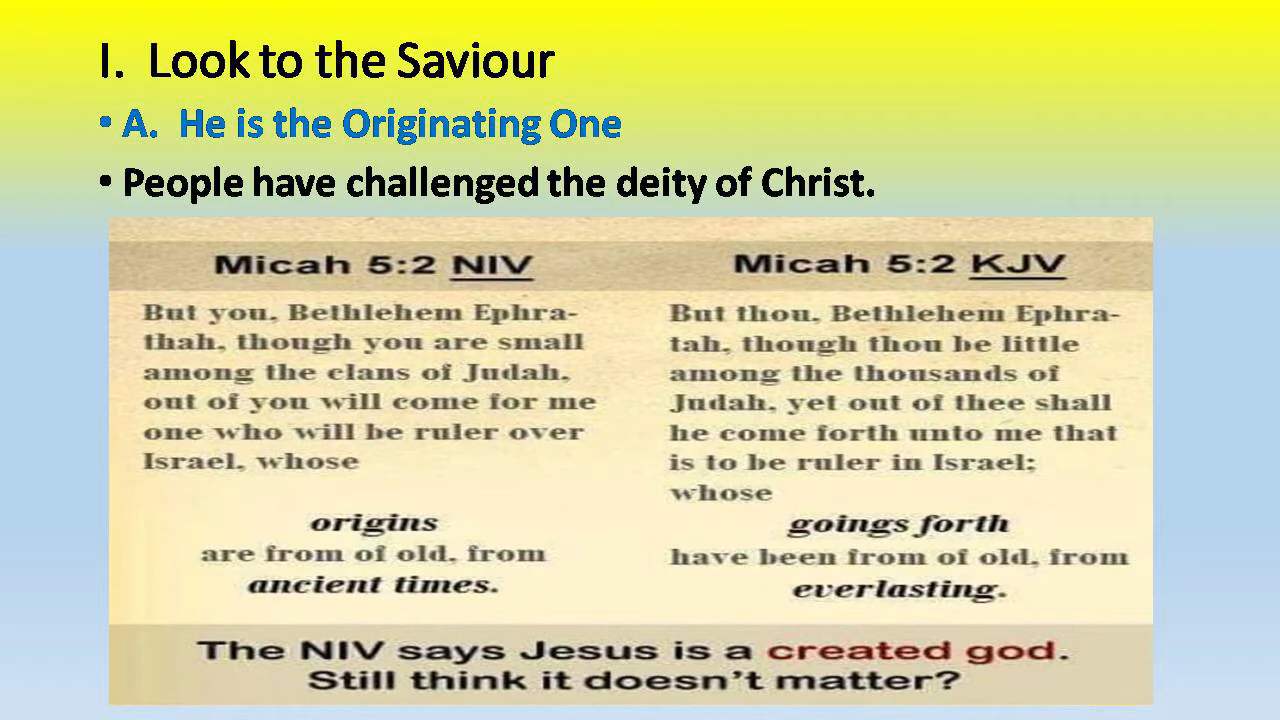 I. Look to the Saviour
• A. He is the Originating One
• People have challenged the deity of Christ.
Micah 5:2 NIV
But you, Bethlehem Ephra-
thah, though you are small
among the clans of Judah,
out of you will come for me
one who will be ruler over
Israel, whose
origins
are from of old, from
ancient times.
Micah 5:2 KJV
But thou, Bethlehem Ephra-
tah, though thou be little
among the thousands of
Judah, yet out of thee shall
he come forth unto me that
is to be ruler in Israel;
whose
goings forth
have been from of old, from
everlasting.
The NIV says Jesus is a created god.
Still think it doesn't matter?